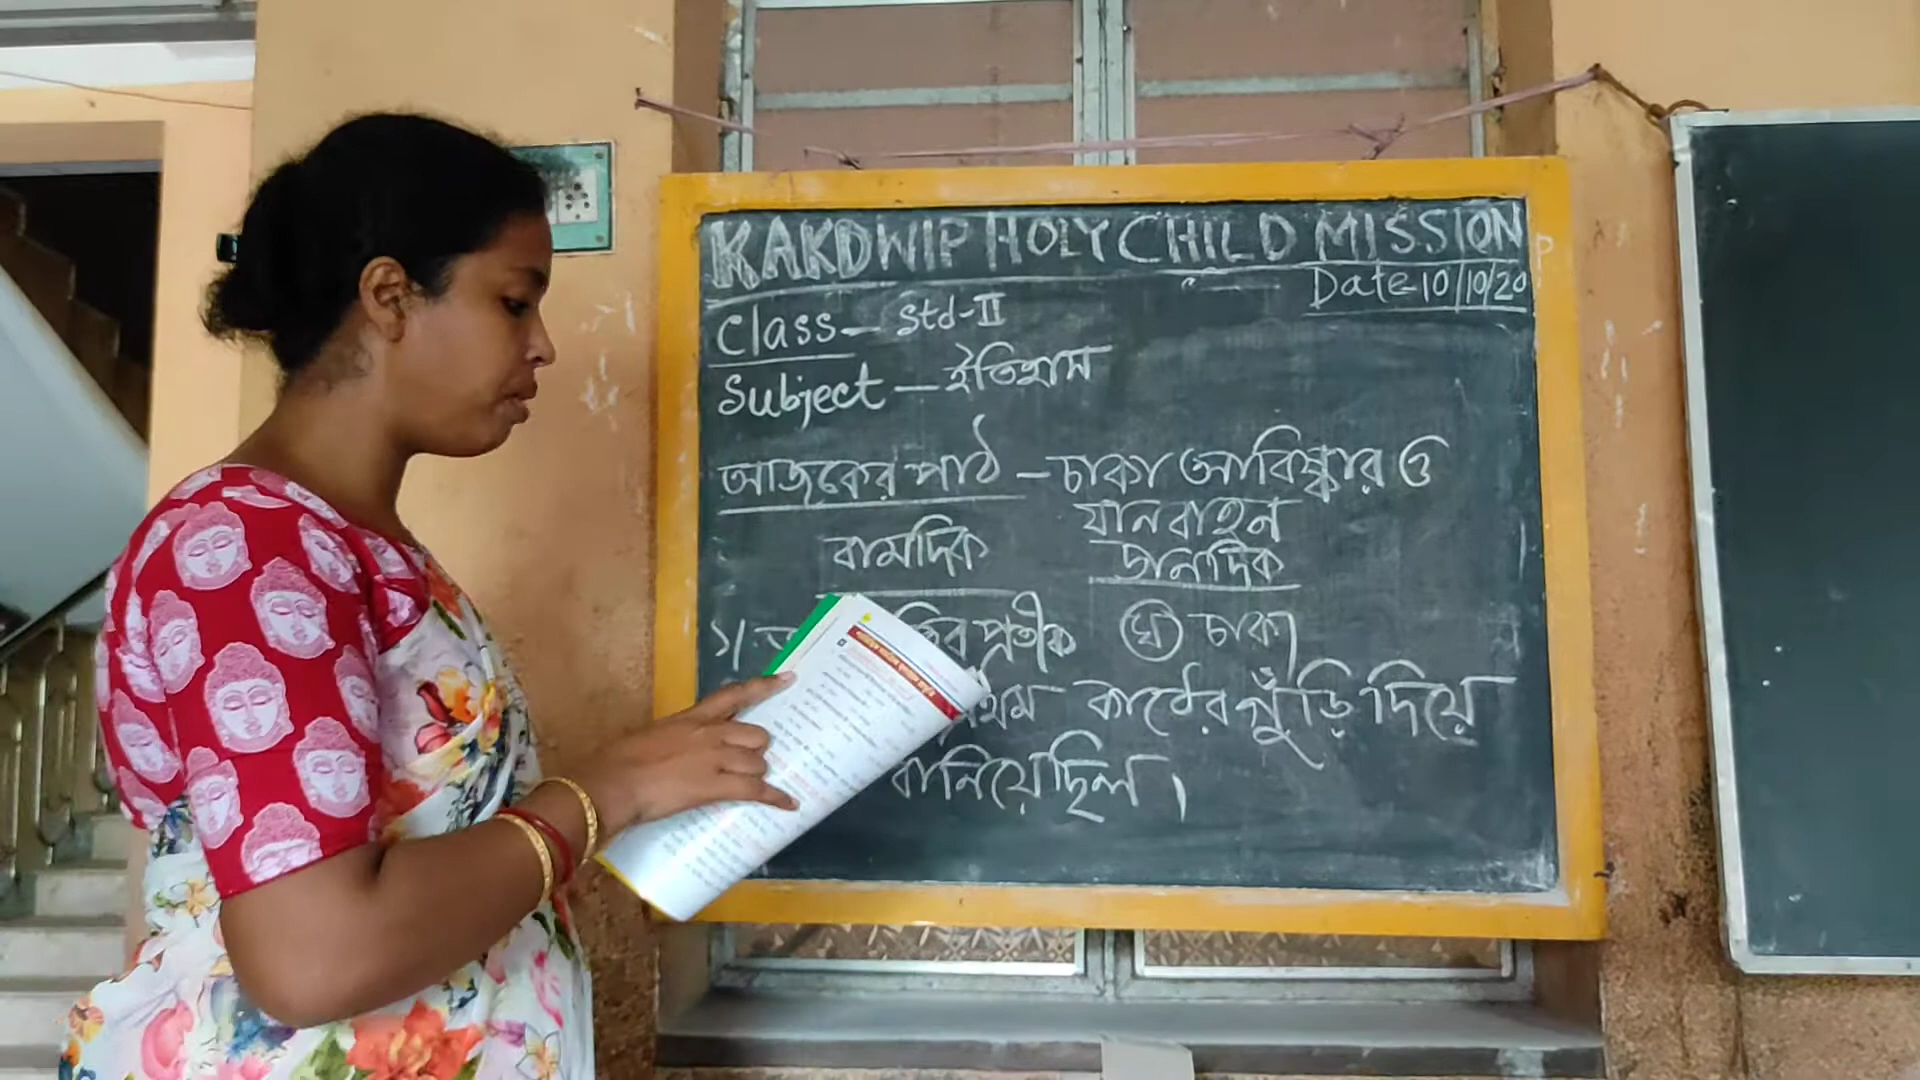 KAKDWIP HOLY CHILD MISSION
Date-10/10/20
Class - Std-II
Subject - ইতিহাস
আজকের পাঠ - চাকা আবিষ্কার ও
যানবাহন
বামদিক ডানদিক
১। প্রতীক ঘ চাকা
কাঠের গুঁড়ি দিয়ে
বানিয়েছিল।